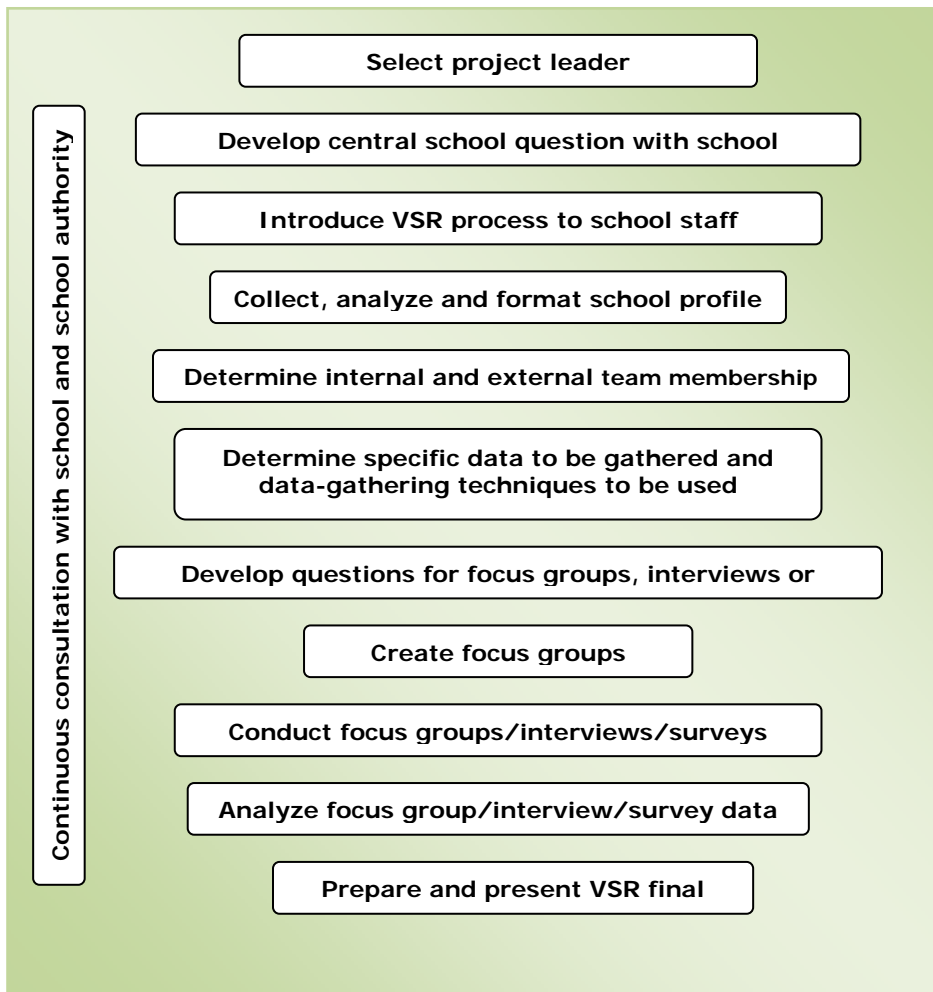 Select project leader
Continuous consultation with school and school authority
Develop central school question with school
Introduce VSR process to school staff
Collect, analyze and format school profile
Determine internal and external team membership
Determine specific data to be gathered and
data-gathering techniques to be used
Develop questions for focus groups, interviews or
Create focus groups
Conduct focus groups/interviews/surveys
Analyze focus group/interview/survey data
Prepare and present VSR final